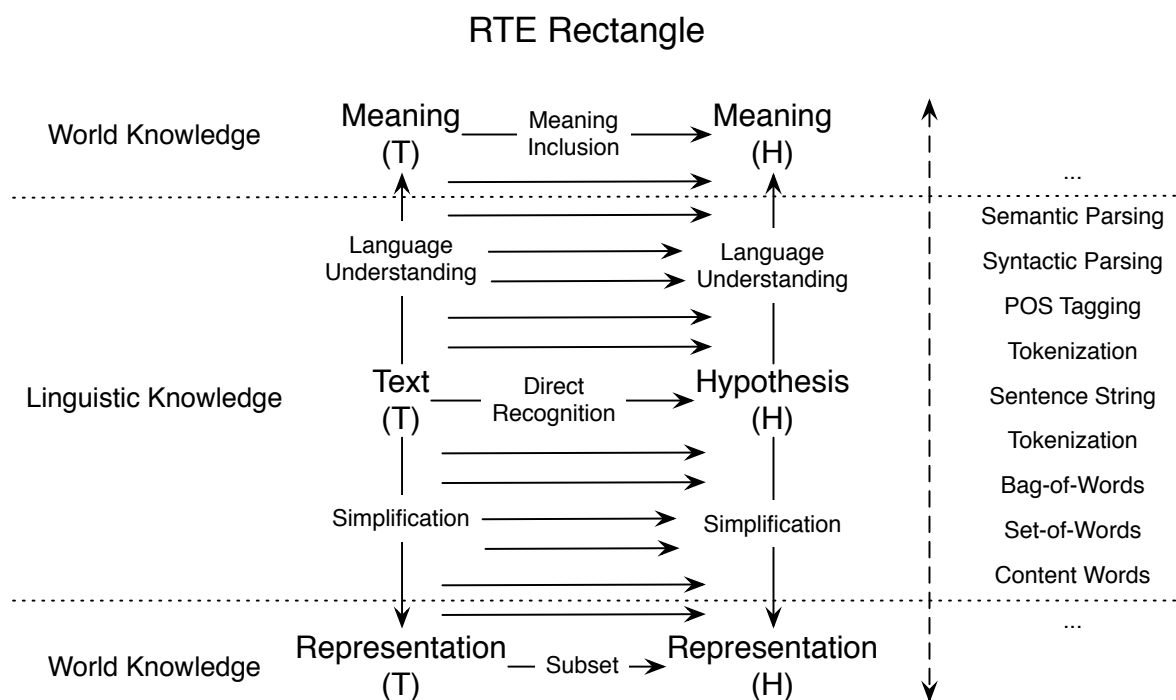 RTE Rectangle
World Knowledge
Meaning
(T)
Meaning
Inclusion
Meaning
(H)
...
Language
Understanding
Language
Understanding
Semantic Parsing
Syntactic Parsing
POS Tagging
Tokenization
Linguistic Knowledge
Text
(T)
Direct
Recognition
Hypothesis
(H)
Sentence String
Tokenization
Bag-of-Words
Simplification
Simplification
Set-of-Words
Content Words
...
World Knowledge
Representation
(T)
Subset
Representation
(H)